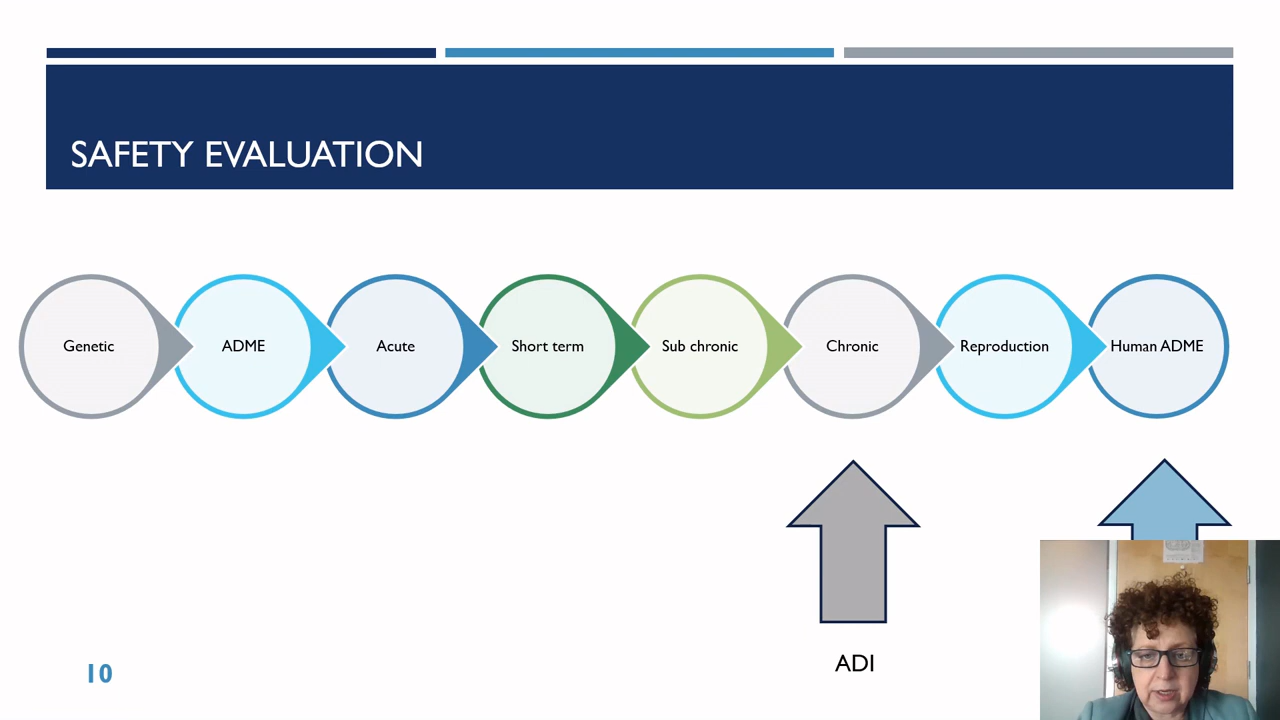 SAFETY EVALUATION
Genetic
ADME
Acute
Short term
Sub chronic
Chronic
Reproduction
Human ADME
ADI
10